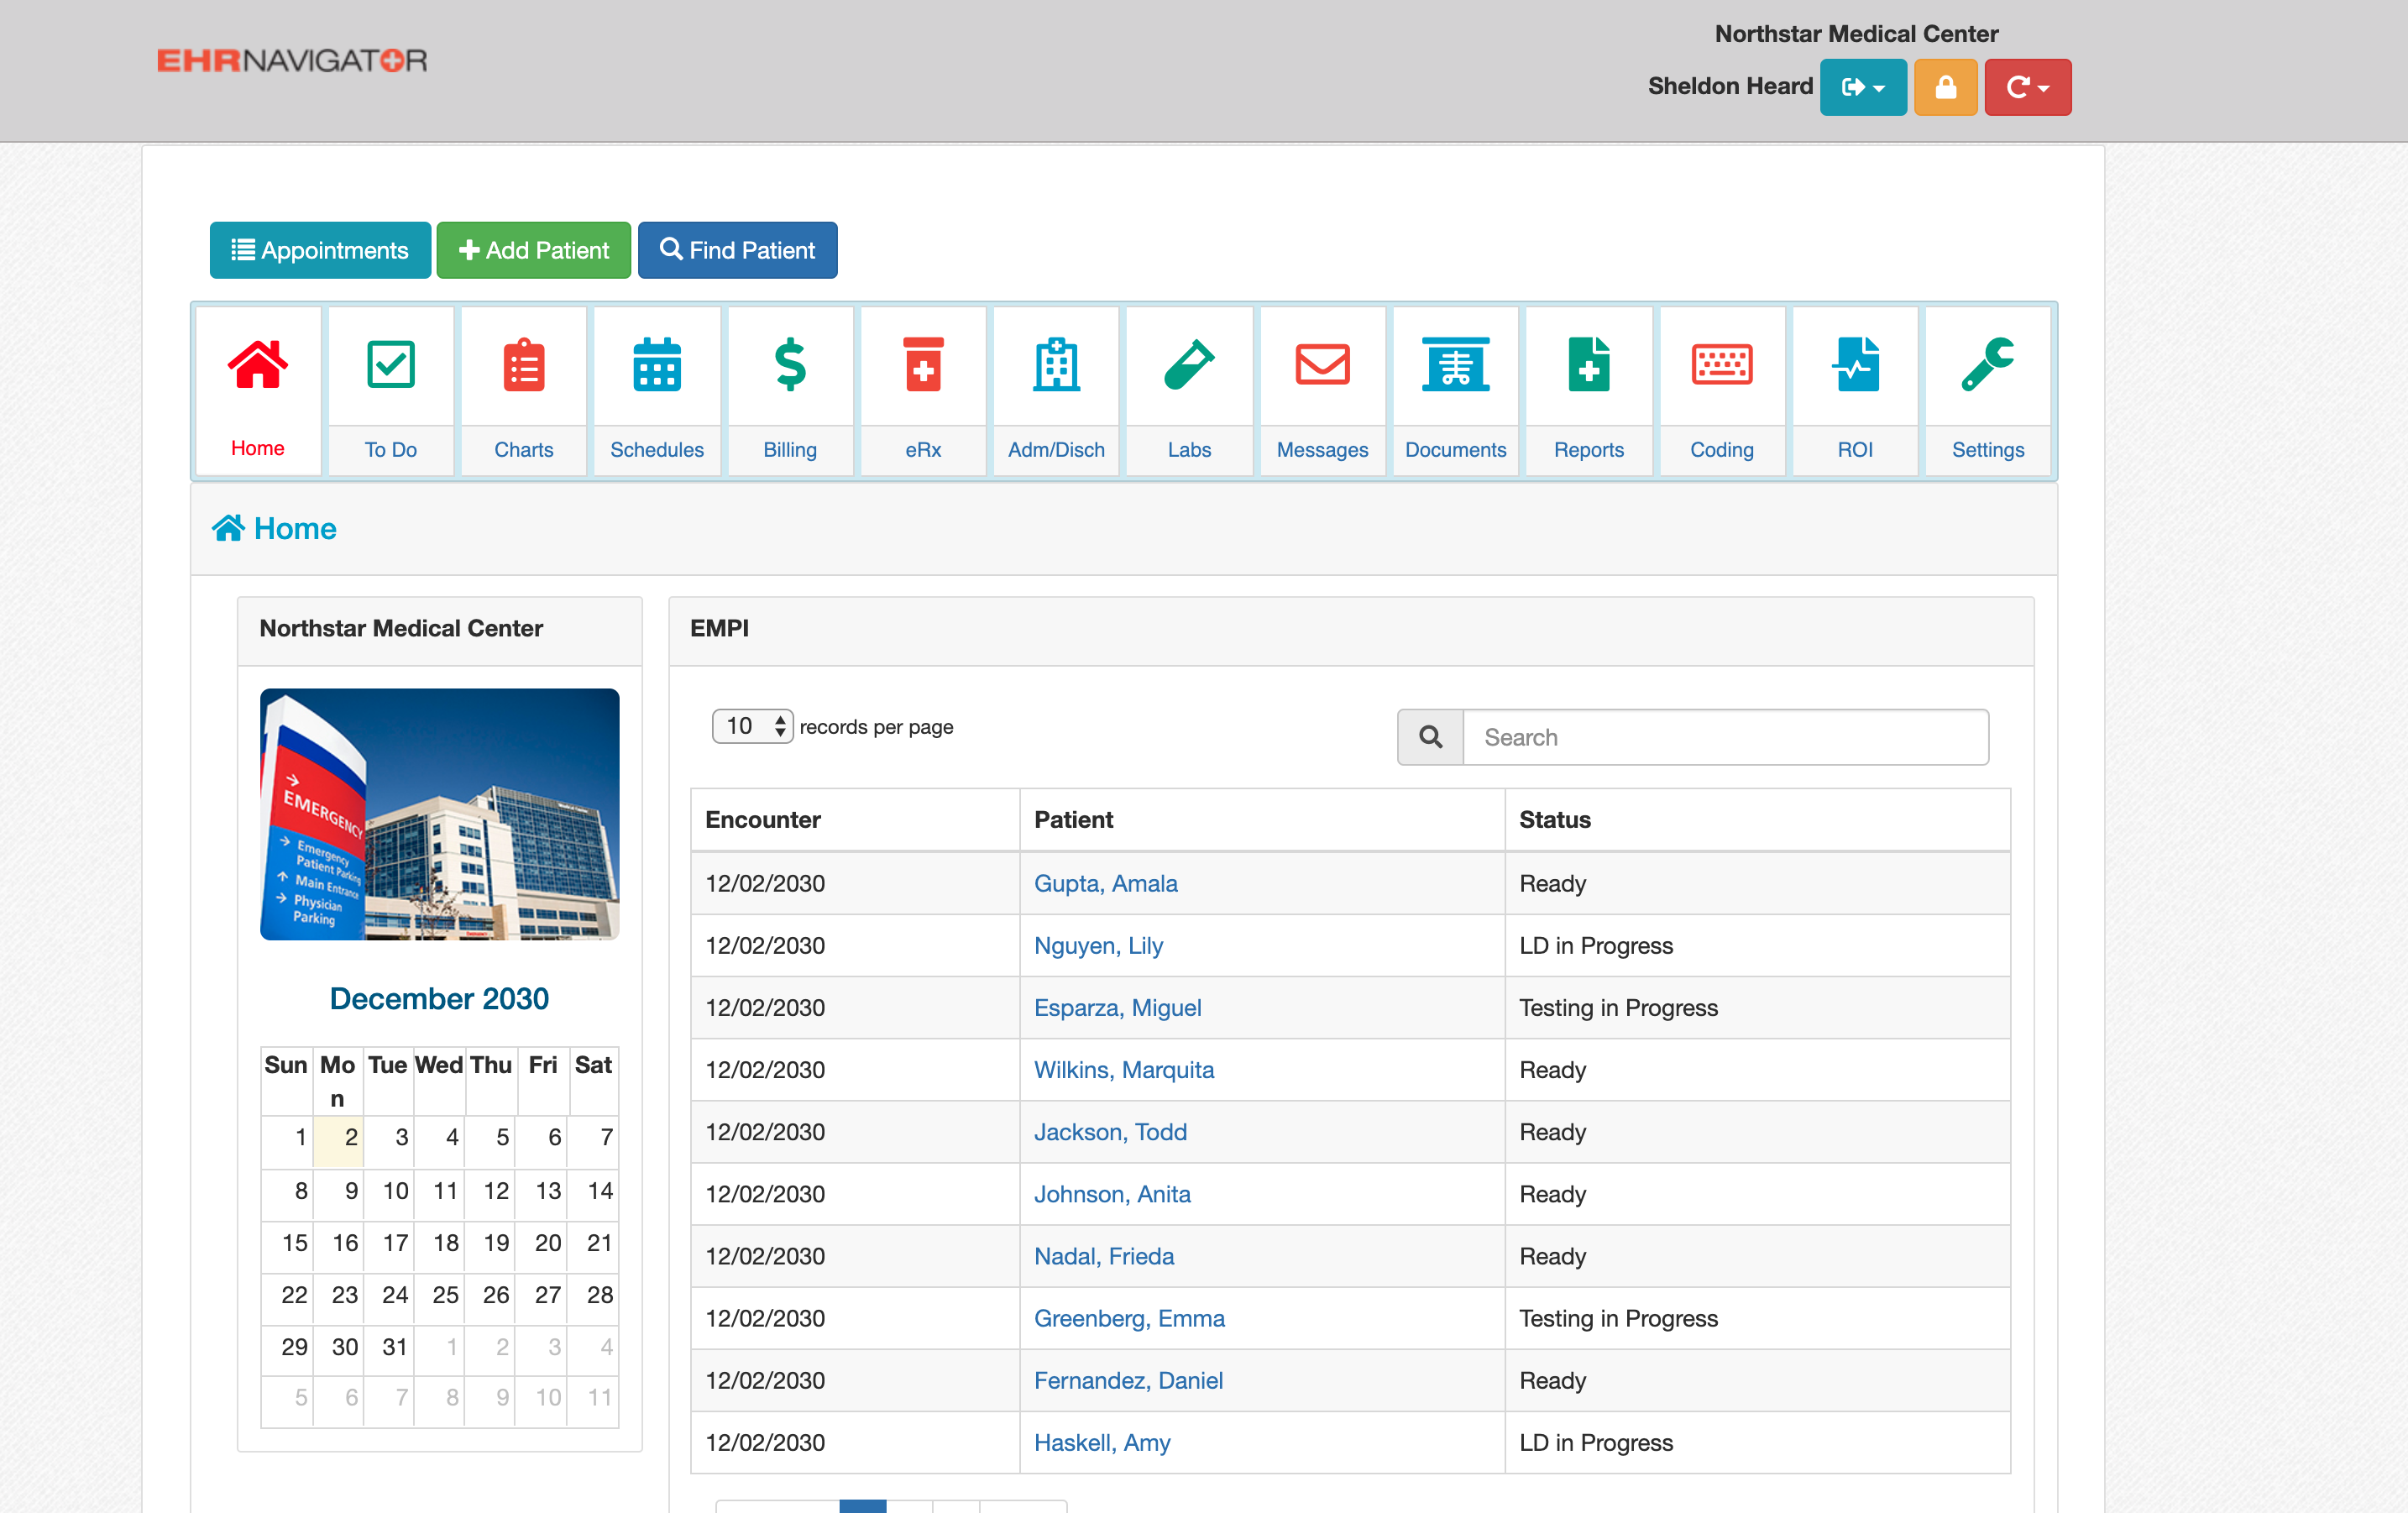 Northstar Medical Center
EHRNAVIGATOR
Sheldon Heard
Appointments Add Patient Find Patient
Home To Do Charts Schedules Billing eRx Adm/Disch Labs Messages Documents Reports Coding ROI Settings
Home
Northstar Medical Center
EMERGENCY
Emergency
Patient Parking
Main Entrance
Physician
Parking
December 2030
Sun Mon Tue Wed Thu Fri Sat
1 2 3 4 5 6 7
8 9 10 11 12 13 14
15 16 17 18 19 20 21
22 23 24 25 26 27 28
29 30 31 1 2 3 4
5 6 7 8 9 10 11
EMPI
10 records per page
Search
Encounter Patient Status
12/02/2030 Gupta, Amala Ready
12/02/2030 Nguyen, Lily LD in Progress
12/02/2030 Esparza, Miguel Testing in Progress
12/02/2030 Wilkins, Marquita Ready
12/02/2030 Jackson, Todd Ready
12/02/2030 Johnson, Anita Ready
12/02/2030 Nadal, Frieda Ready
12/02/2030 Greenberg, Emma Testing in Progress
12/02/2030 Fernandez, Daniel Ready
12/02/2030 Haskell, Amy LD in Progress